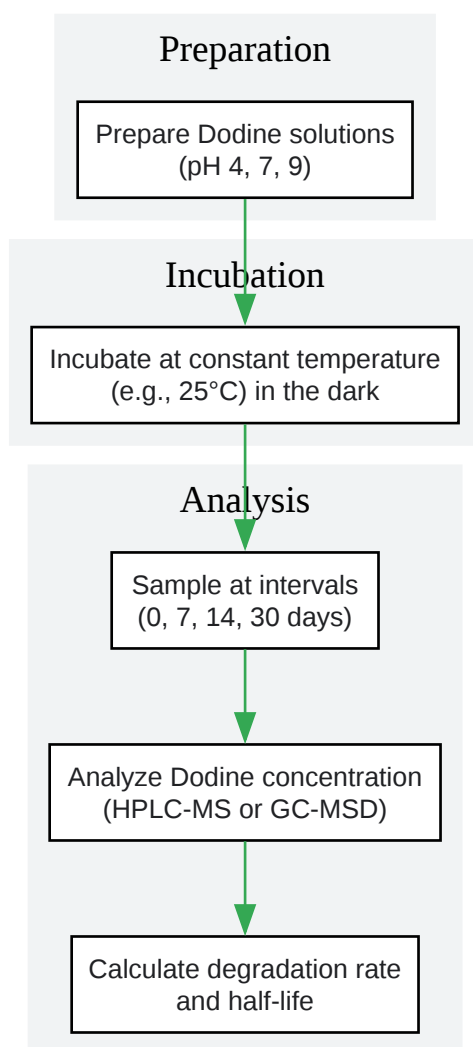 Preparation
Prepare Dodine solutions
(pH 4, 7, 9)
Incubation
Incubate at constant temperature
(e.g., 25°C) in the dark
Analysis
Sample at intervals
(0, 7, 14, 30 days)
Analyze Dodine concentration
(HPLC-MS or GC-MSD)
Calculate degradation rate
and half-life